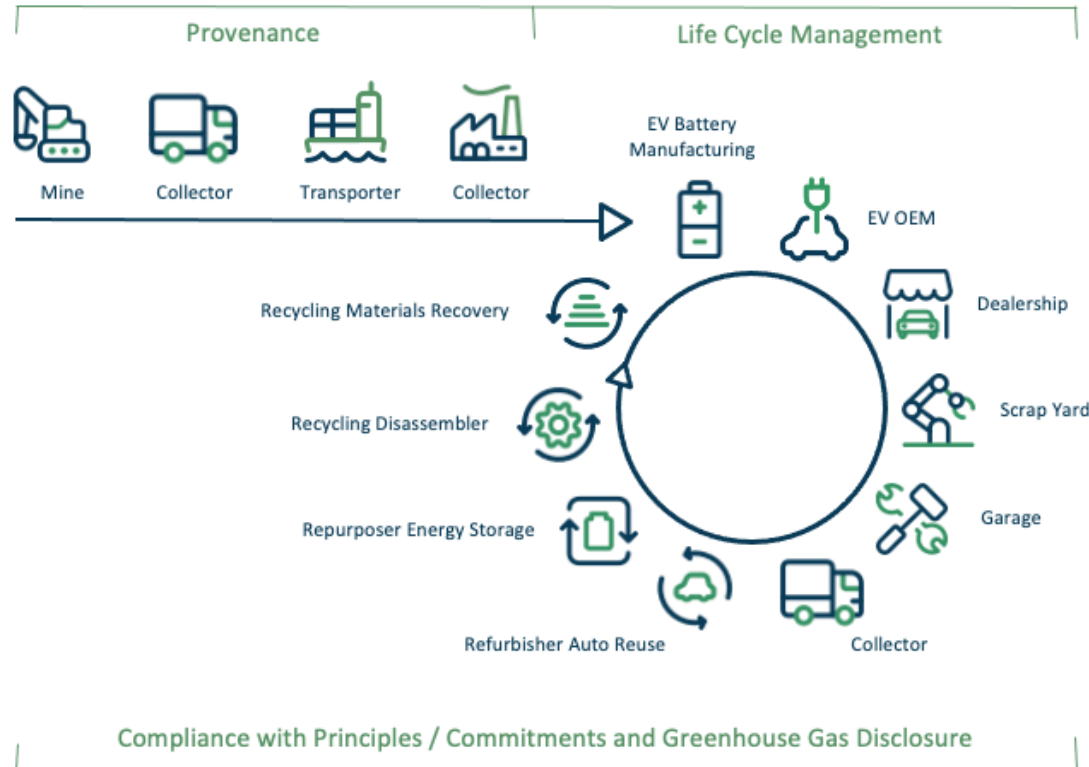 Provenance
Life Cycle Management
Mine
Collector
Transporter
Collector
EV Battery
Manufacturing
EV OEM
Dealership
Scrap Yard
Garage
Collector
Refurbisher Auto Reuse
Repurposer Energy Storage
Recycling Disassembler
Recycling Materials Recovery
Compliance with Principles / Commitments and Greenhouse Gas Disclosure